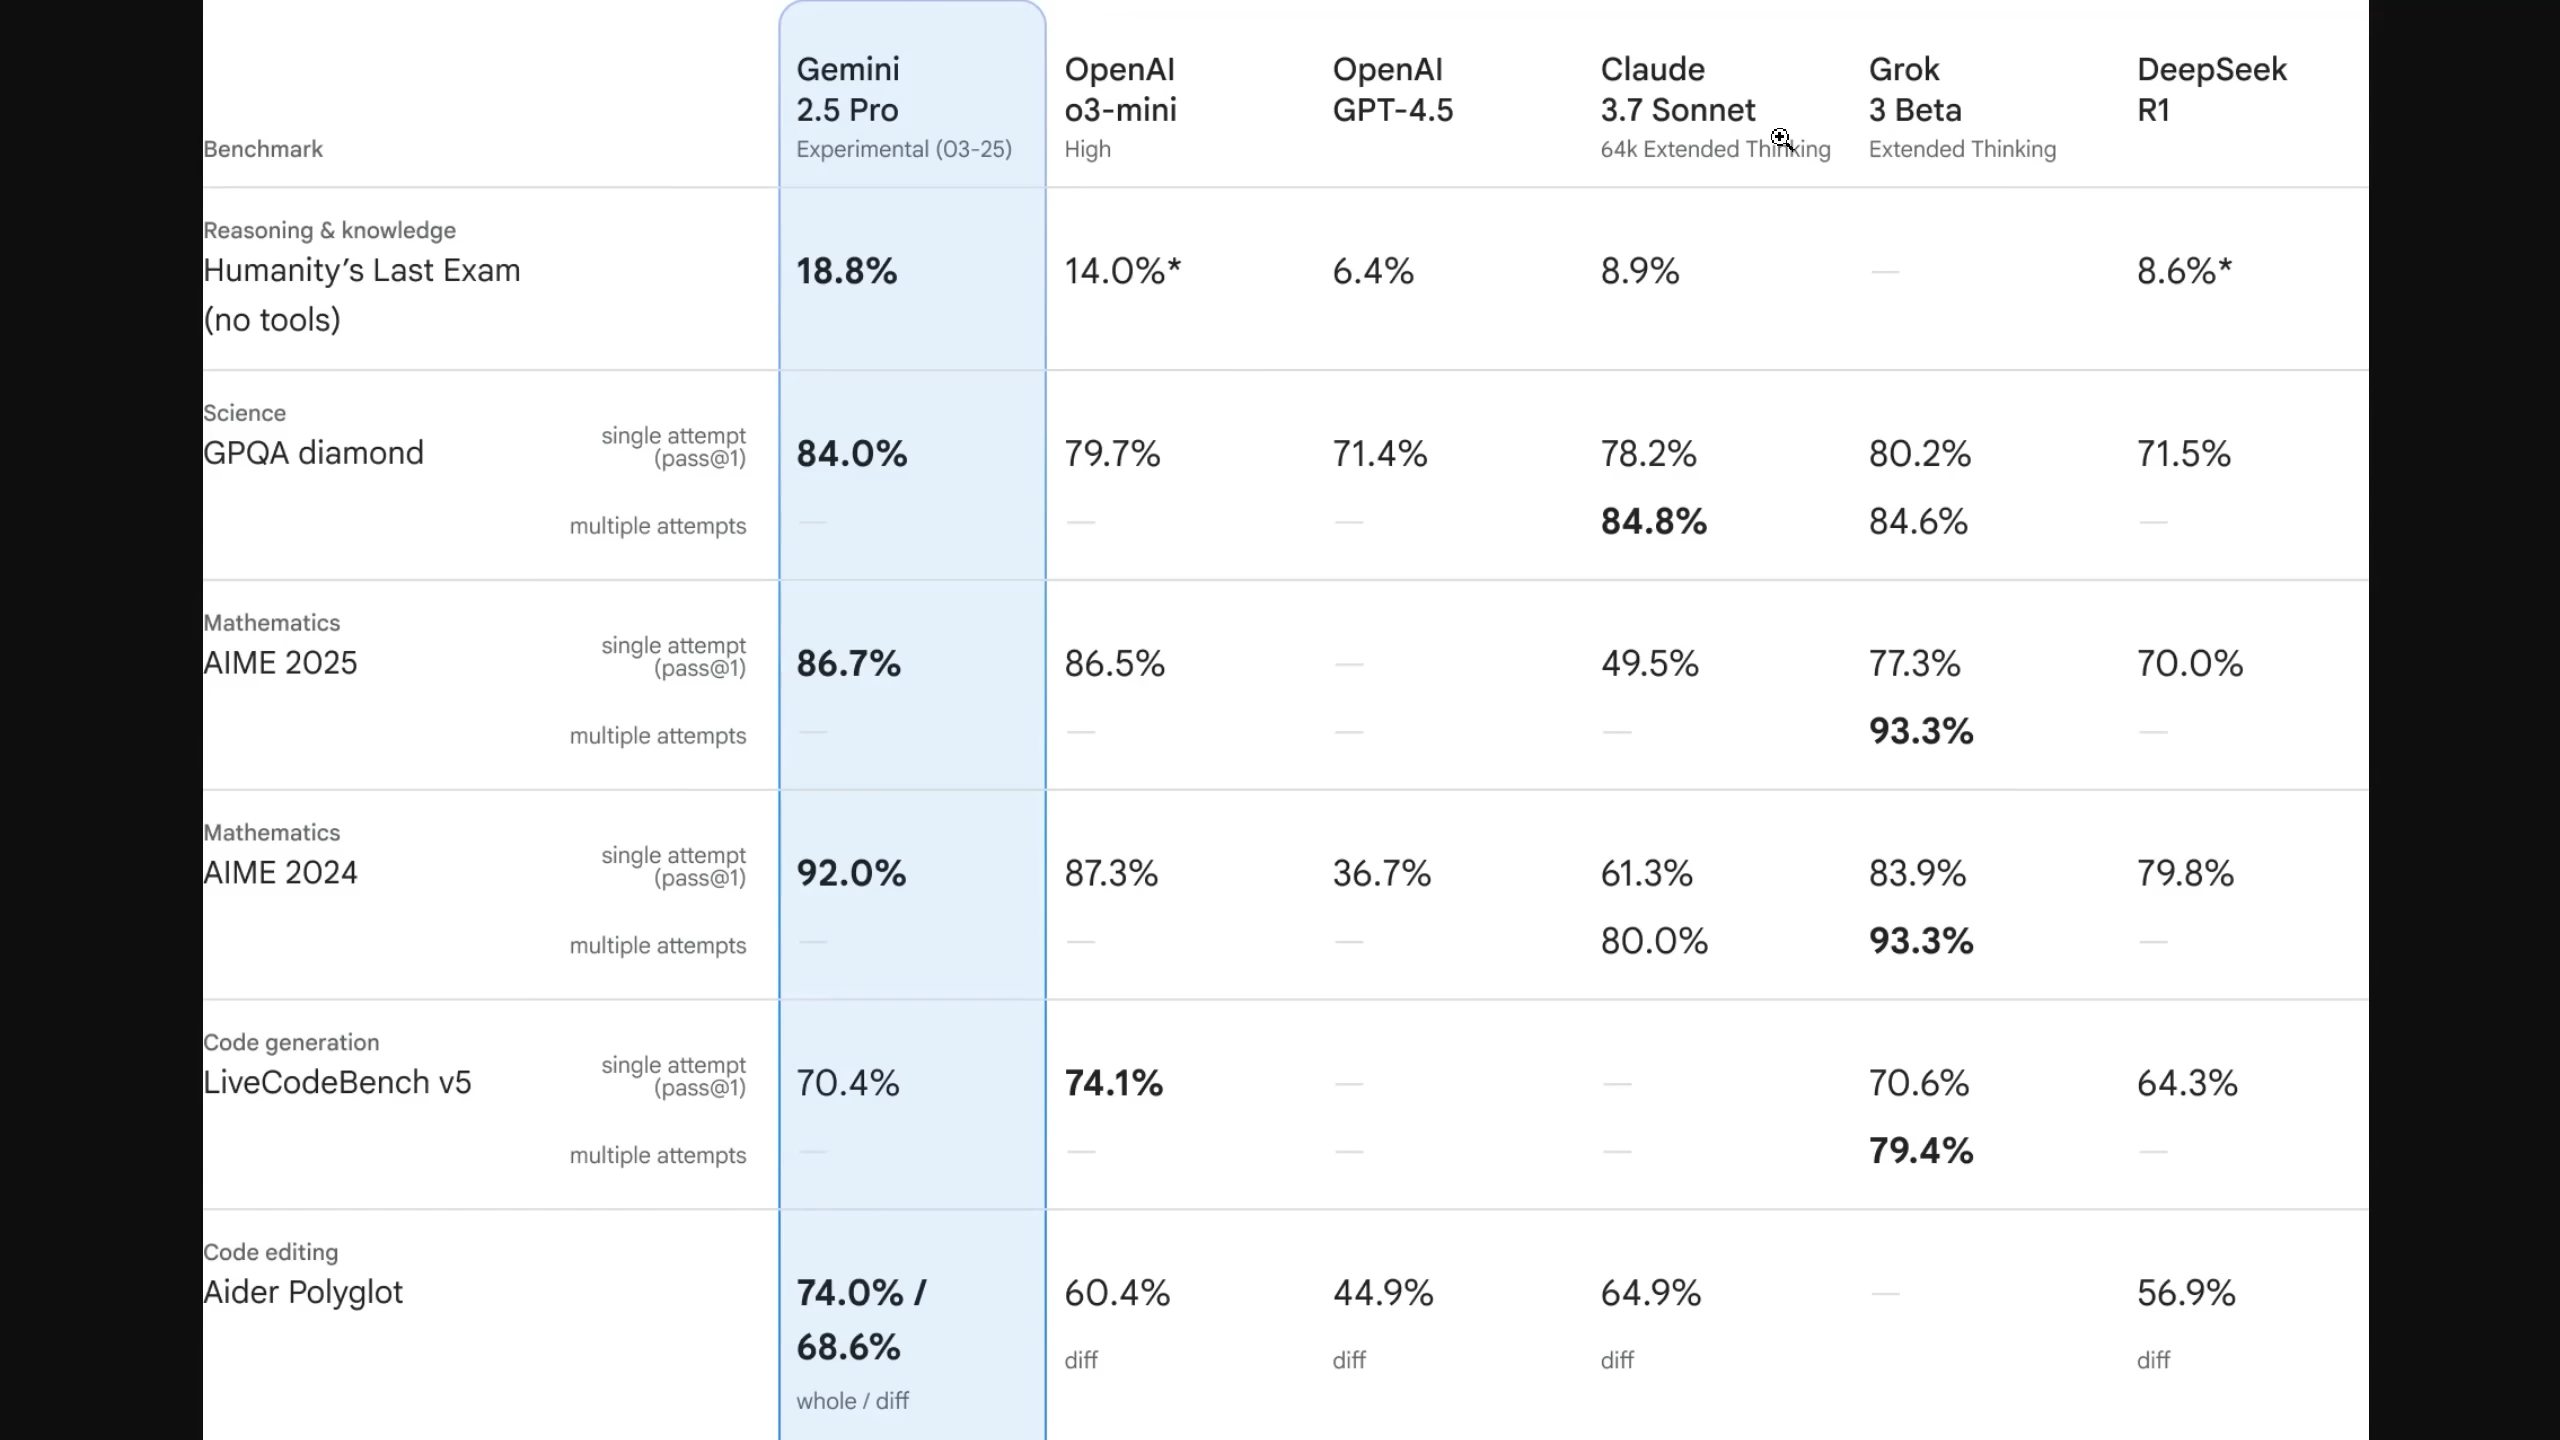 Gemini
2.5 Pro
Experimental (03-25)
OpenAI
o3-mini
High
OpenAI
GPT-4.5
Claude
3.7 Sonnet
64k Extended Thinking
Grok
3 Beta
Extended Thinking
DeepSeek
R1
Benchmark
Reasoning & knowledge
Humanity’s Last Exam
(no tools)
18.8% 14.0%* 6.4% 8.9% — 8.6%*
Science
GPQA diamond
single attempt
(pass@1)
84.0% 79.7% 71.4% 78.2% 80.2% 71.5%
multiple attempts — — — 84.8% 84.6% —
Mathematics
AIME 2025
single attempt
(pass@1)
86.7% 86.5% — 49.5% 77.3% 70.0%
multiple attempts — — — — 93.3% —
Mathematics
AIME 2024
single attempt
(pass@1)
92.0% 87.3% 36.7% 61.3% 83.9% 79.8%
multiple attempts — — — 80.0% 93.3% —
Code generation
LiveCodeBench v5
single attempt
(pass@1)
70.4% 74.1% — — 70.6% 64.3%
multiple attempts — — — — 79.4% —
Code editing
Aider Polyglot
74.0% /
68.6%
whole / diff
60.4%
diff
44.9%
diff
64.9%
diff
—
56.9%
diff